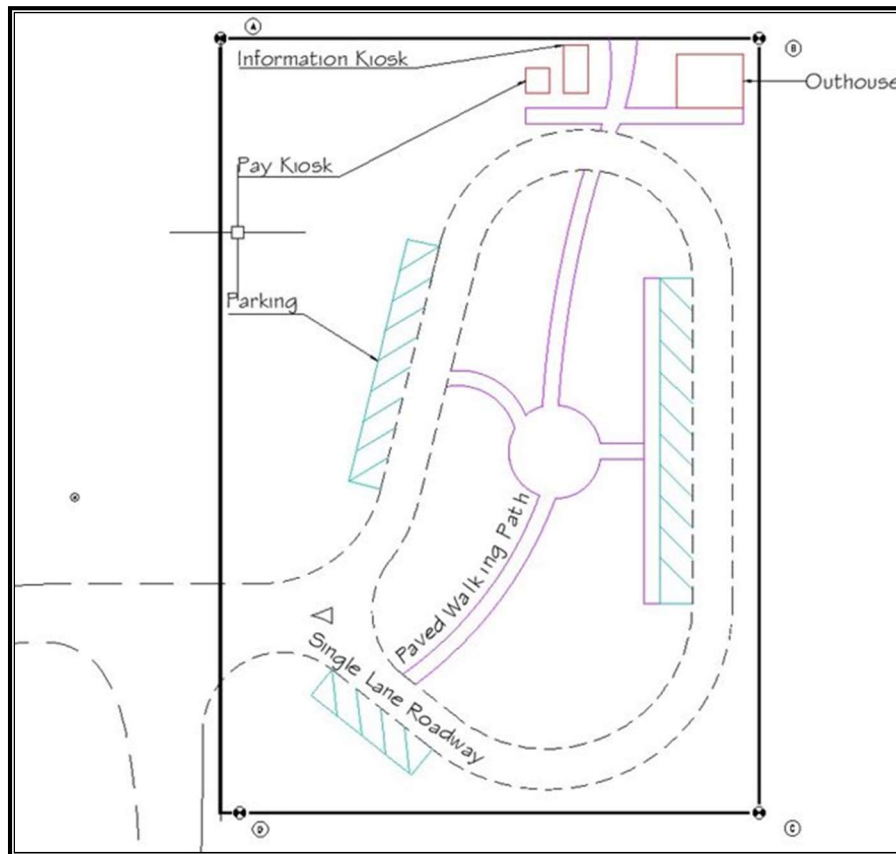 A
B
Information Kiosk
Outhouse
Pay Kiosk
Parking
Paved Walking Path
Single Lane Roadway
D
C